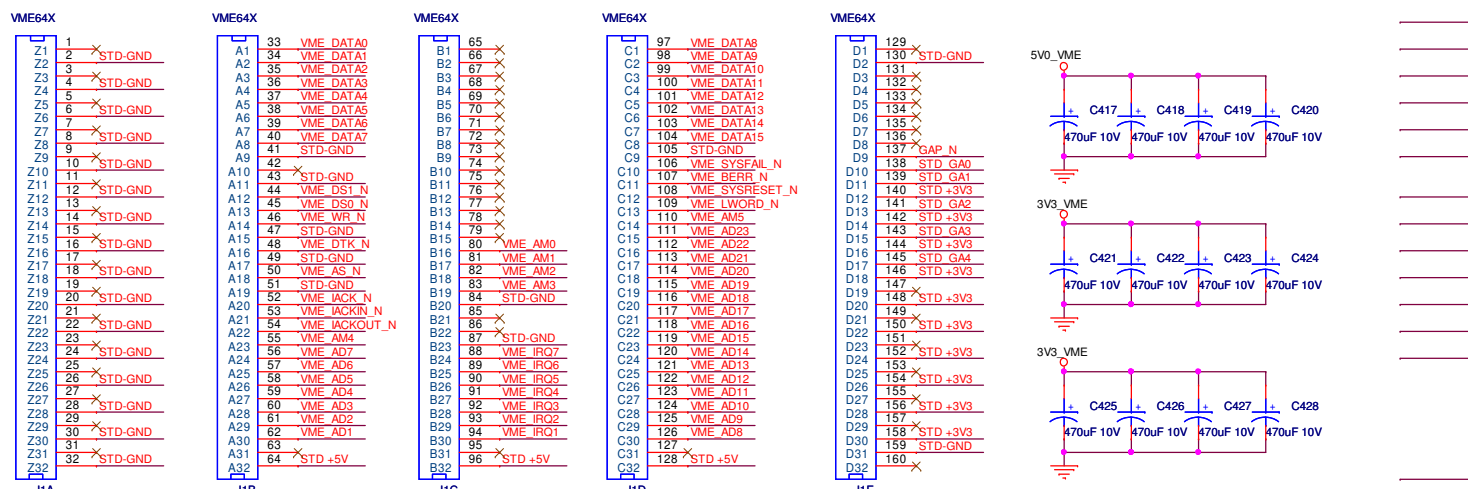 VME64X
Z1 1
Z2 2 STD-GND
Z3 3
Z4 4 STD-GND
Z5 5
Z6 6 STD-GND
Z7 7
Z8 8 STD-GND
Z9 9
Z10 10 STD-GND
Z11 11
Z12 12 STD-GND
Z13 13
Z14 14 STD-GND
Z15 15
Z16 16 STD-GND
Z17 17
Z18 18 STD-GND
Z19 19
Z20 20 STD-GND
Z21 21
Z22 22 STD-GND
Z23 23
Z24 24 STD-GND
Z25 25
Z26 26 STD-GND
Z27 27
Z28 28 STD-GND
Z29 29
Z30 30 STD-GND
Z31 31
Z32 32 STD-GND
VME64X
A1 33 VME_DATA0
A2 34 VME_DATA1
A3 35 VME_DATA2
A4 36 VME_DATA3
A5 37 VME_DATA4
A6 38 VME_DATA5
A7 39 VME_DATA6
A8 40 VME_DATA7
A9 41 STD-GND
A10 42
A11 43 STD-GND
A12 44 VME_DS1_N
A13 45 VME_DS0_N
A14 46 VME_WR_N
A15 47 STD-GND
A16 48 VME_DTK_N
A17 49 STD-GND
A18 50 VME_AS_N
A19 51 STD-GND
A20 52 VME_IACK_N
A21 53 VME_IACKIN_N
A22 54 VME_IACKOUT_N
A23 55 VME_AM4
A24 56 VME_AD7
A25 57 VME_AD6
A26 58 VME_AD5
A27 59 VME_AD4
A28 60 VME_AD3
A29 61 VME_AD2
A30 62 VME_AD1
A31 63
A32 64 STD +5V
VME64X
B1 65
B2 66
B3 67
B4 68
B5 69
B6 70
B7 71
B8 72
B9 73
B10 74
B11 75
B12 76
B13 77
B14 78
B15 79
B16 80 VME_AM0
B17 81 VME_AM1
B18 82 VME_AM2
B19 83 VME_AM3
B20 84 STD-GND
B21 85
B22 86
B23 87 STD-GND
B24 88 VME_IRQ7
B25 89 VME_IRQ6
B26 90 VME_IRQ5
B27 91 VME_IRQ4
B28 92 VME_IRQ3
B29 93 VME_IRQ2
B30 94 VME_IRQ1
B31 95
B32 96 STD +5V
VME64X
C1 97 VME_DATA8
C2 98 VME_DATA9
C3 99 VME_DATA10
C4 100 VME_DATA11
C5 101 VME_DATA12
C6 102 VME_DATA13
C7 103 VME_DATA14
C8 104 VME_DATA15
C9 105 STD-GND
C10 106 VME_SYSFAIL_N
C11 107 VME_BERR_N
C12 108 VME_SYSRESET_N
C13 109 VME_LWORD_N
C14 110 VME_AM5
C15 111 VME_AD23
C16 112 VME_AD22
C17 113 VME_AD21
C18 114 VME_AD20
C19 115 VME_AD19
C20 116 VME_AD18
C21 117 VME_AD17
C22 118 VME_AD16
C23 119 VME_AD15
C24 120 VME_AD14
C25 121 VME_AD13
C26 122 VME_AD12
C27 123 VME_AD11
C28 124 VME_AD10
C29 125 VME_AD9
C30 126 VME_AD8
C31 127
C32 128 STD +5V
VME64X
D1 129
D2 130 STD-GND
D3 131
D4 132
D5 133
D6 134
D7 135
D8 136
D9 137 GAP_N
D10 138 STD_GA0
D11 139 STD_GA1
D12 140 STD +3V3
D13 141 STD_GA2
D14 142 STD +3V3
D15 143 STD_GA3
D16 144 STD +3V3
D17 145 STD_GA4
D18 146 STD +3V3
D19 147
D20 148 STD +3V3
D21 149
D22 150 STD +3V3
D23 151
D24 152 STD +3V3
D25 153
D26 154 STD +3V3
D27 155
D28 156 STD +3V3
D29 157
D30 158 STD +3V3
D31 159 STD-GND
D32 160
5V0_VME
C417 C418 C419 C420
470uF 10V 470uF 10V 470uF 10V 470uF 10V
3V3_VME
C421 C422 C423 C424
470uF 10V 470uF 10V 470uF 10V 470uF 10V
3V3_VME
C425 C426 C427 C428
470uF 10V 470uF 10V 470uF 10V 470uF 10V